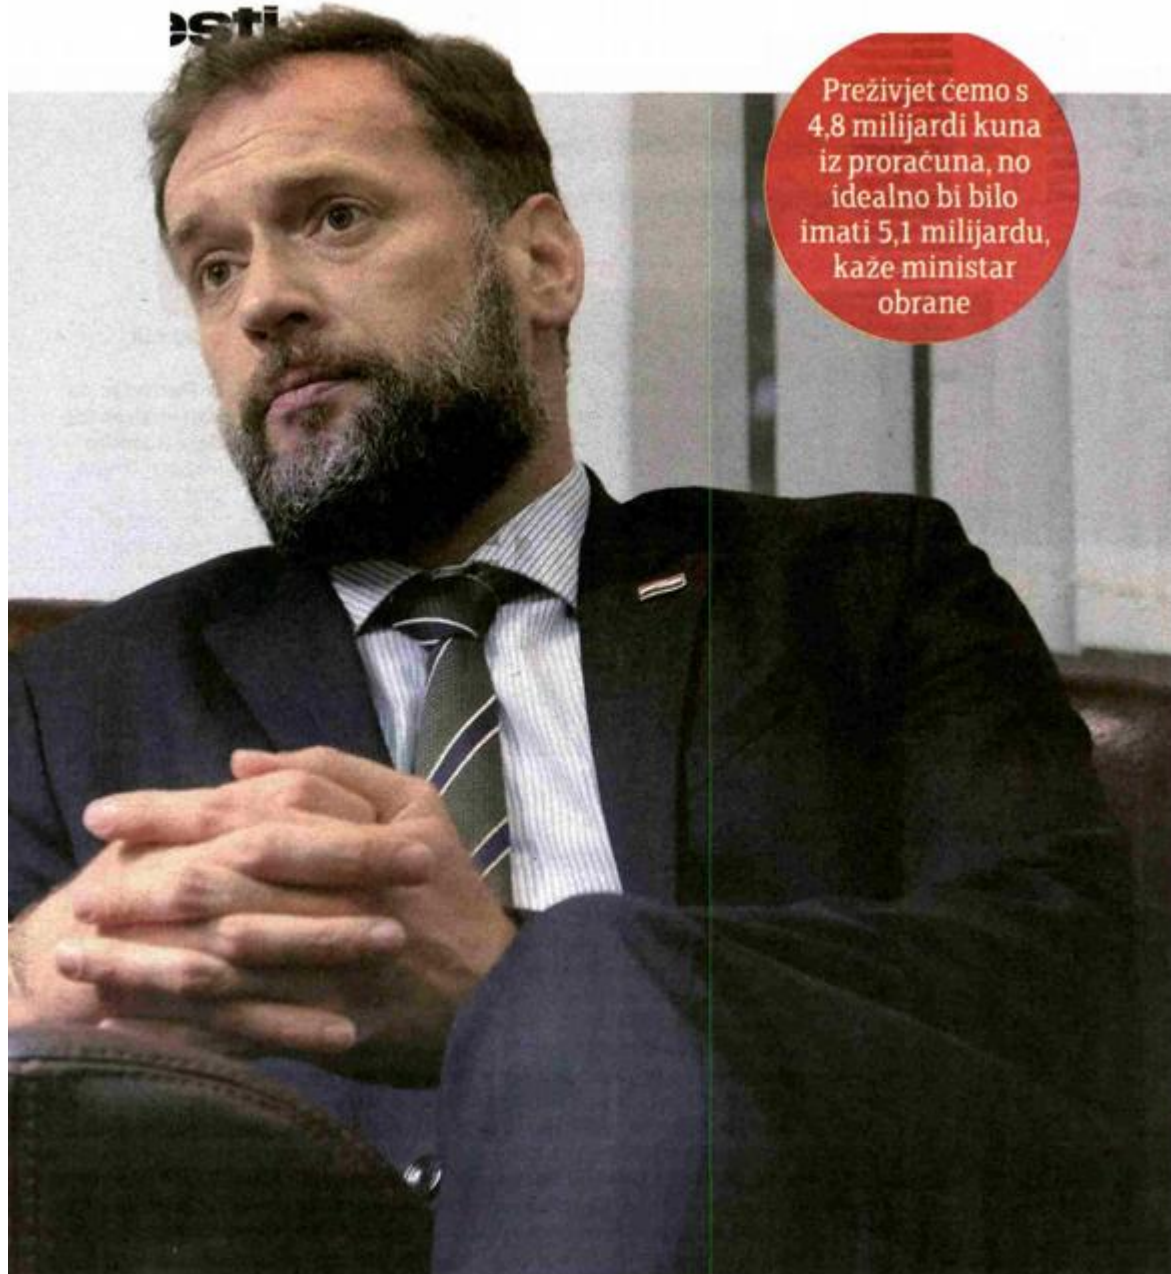 Preživjet ćemo s
4,8 milijardi kuna
iz proračuna, no
idealno bi bilo
imati 5,1 milijardu,
kaže ministar
obrane